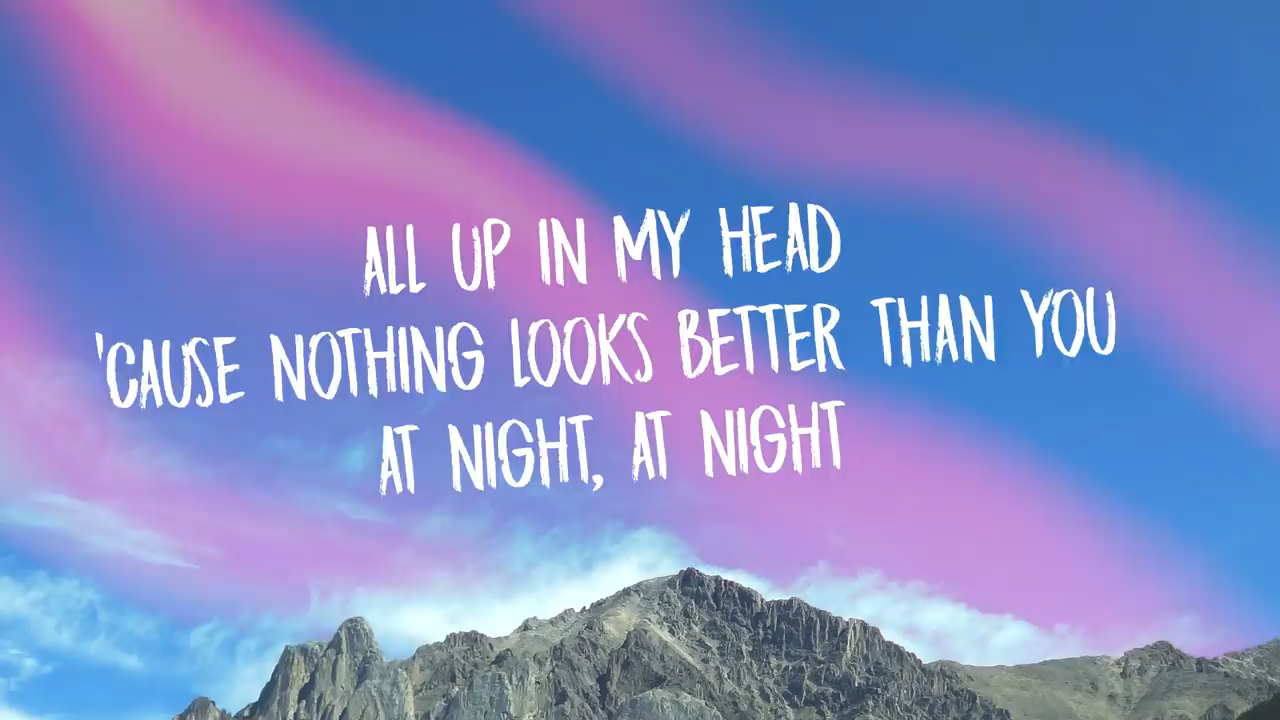 ALL UP IN MY HEAD
'CAUSE NOTHING LOOKS BETTER THAN YOU
AT NIGHT, AT NIGHT